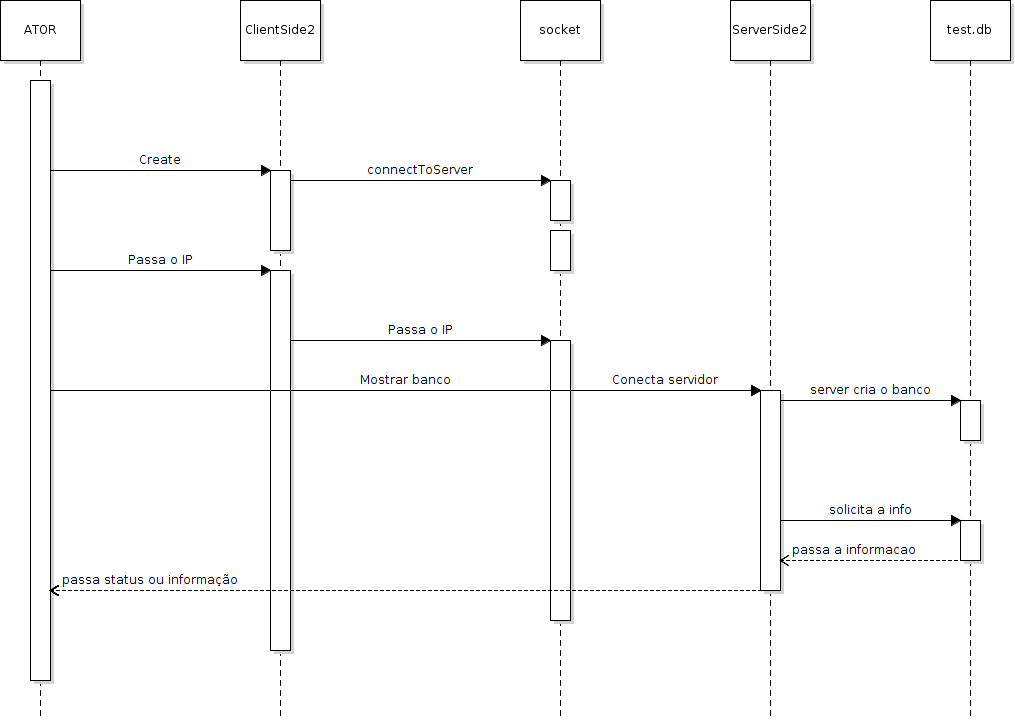 ATOR
ClientSide2
socket
ServerSide2
test.db
Create
connectToServer
Passa o IP
Passa o IP
Mostrar banco
Conecta servidor
server cria o banco
solicita a info
passa a informacao
passa status ou informação